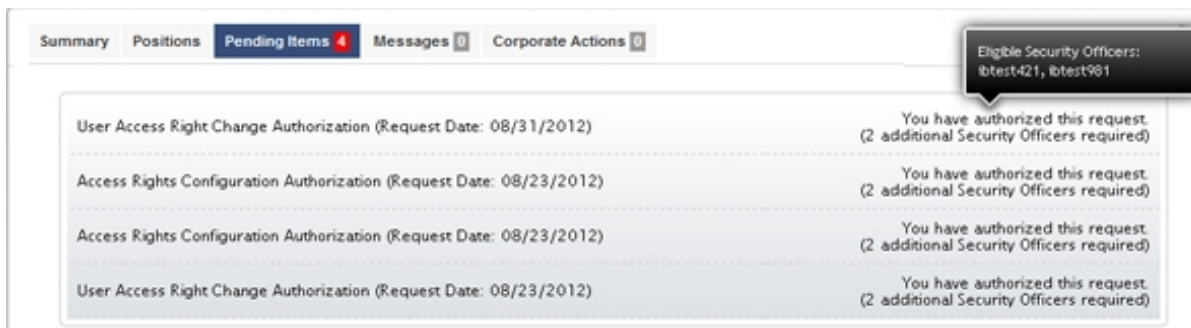 Summary Positions Pending Items 4 Messages 0 Corporate Actions 0
Eligible Security Officers:
ibtest421, ibtest981
User Access Right Change Authorization (Request Date: 08/31/2012)
You have authorized this request.
(2 additional Security Officers required)
Access Rights Configuration Authorization (Request Date: 08/23/2012)
You have authorized this request.
(2 additional Security Officers required)
Access Rights Configuration Authorization (Request Date: 08/23/2012)
You have authorized this request.
(2 additional Security Officers required)
User Access Right Change Authorization (Request Date: 08/23/2012)
You have authorized this request.
(2 additional Security Officers required)